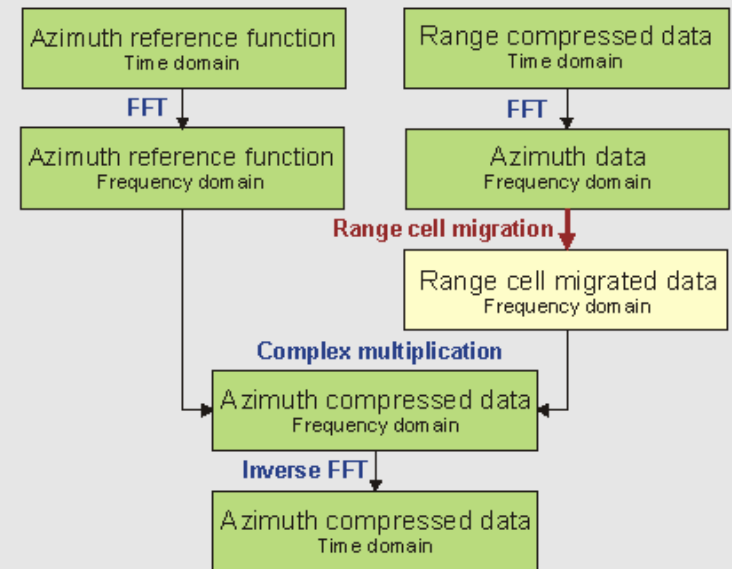 Azimuth reference function
Time domain
Range compressed data
Time domain
FFT
FFT
Azimuth reference function
Frequency domain
Azimuth data
Frequency domain
Range cell migration
Range cell migrated data
Frequency domain
Complex multiplication
Azimuth compressed data
Frequency domain
Inverse FFT
Azimuth compressed data
Time domain